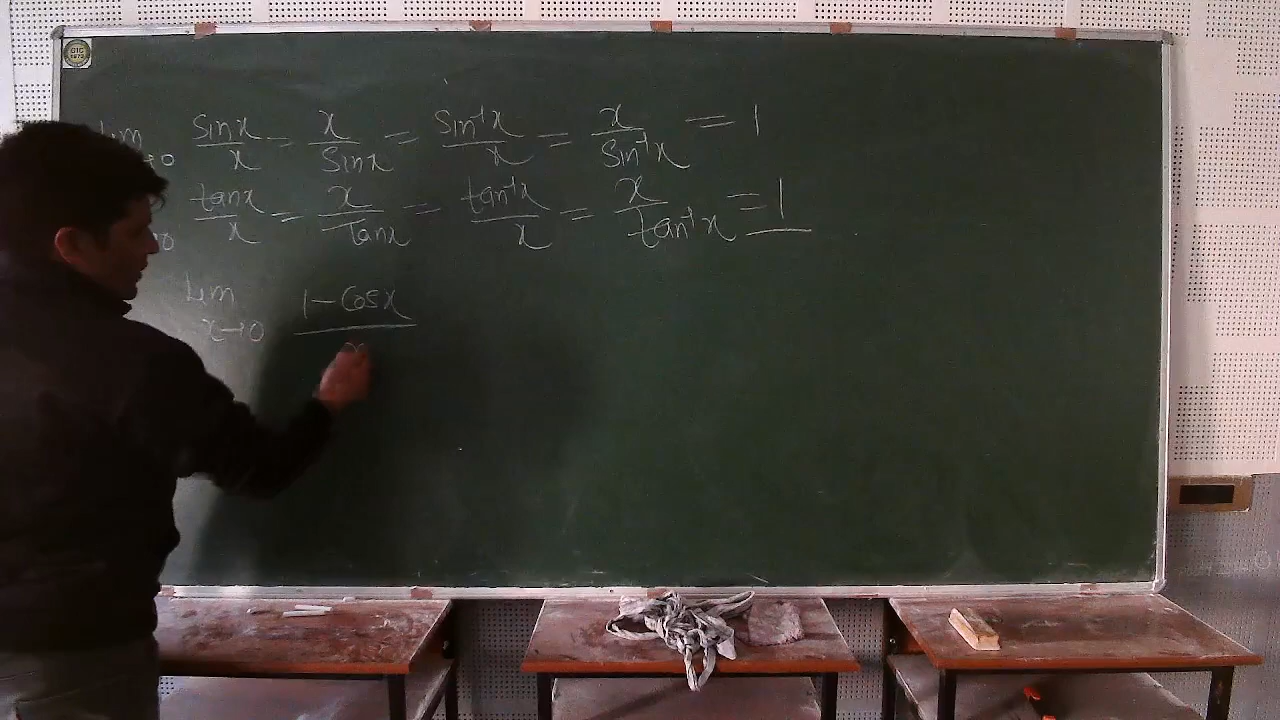 Lim x→0 sinx/x = x/sinx = sin⁻¹x/x = x/sin⁻¹x = 1
tanx/x = x/tanx = tan⁻¹x/x = x/tan⁻¹x = 1
Lim x→0 1-Cosx/x